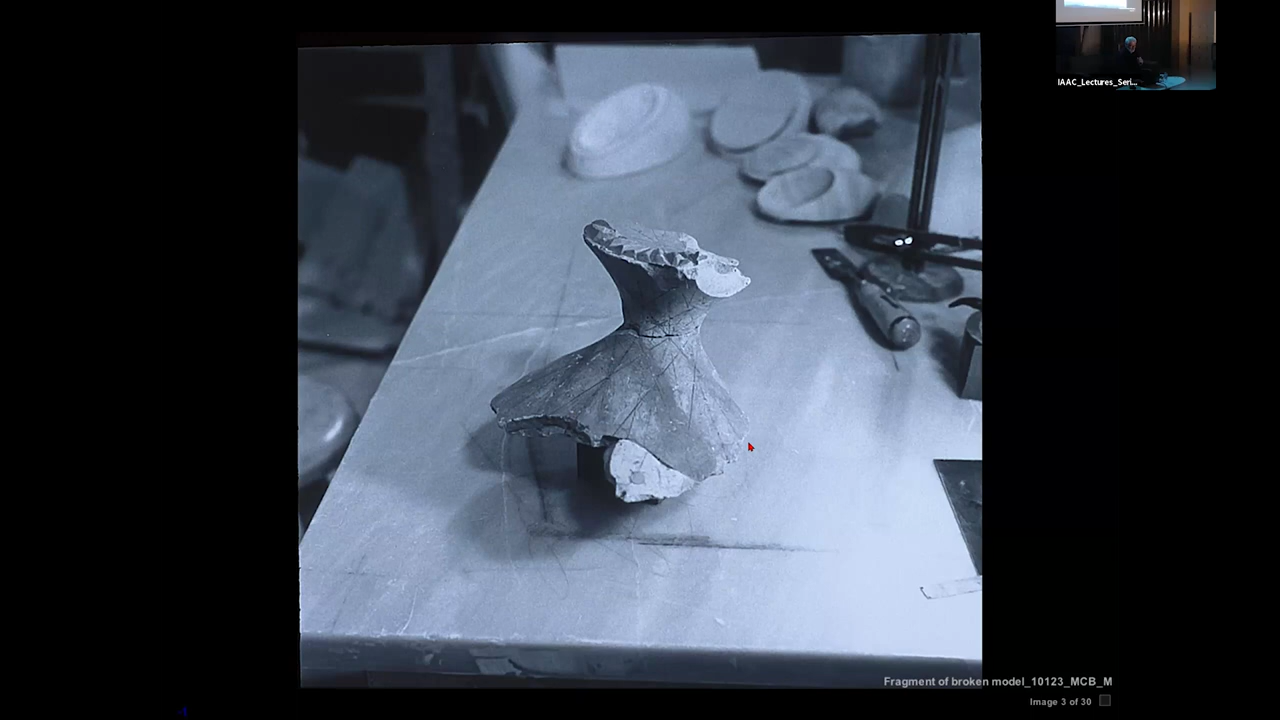 IAAC_Lectures_Seri...
Fragment of broken model_10123_MCB_M
Image 3 of 30